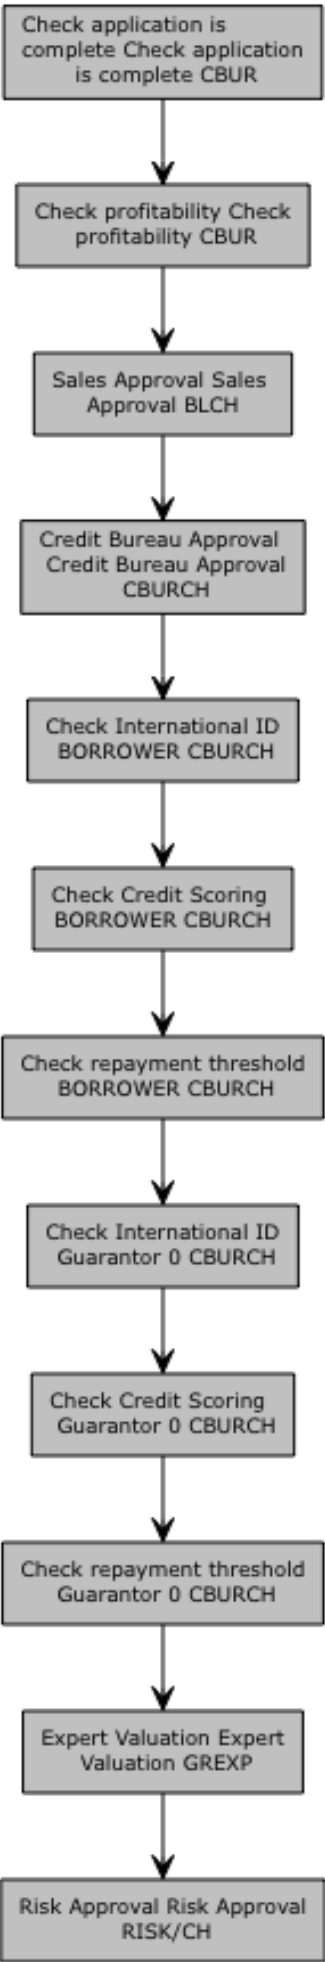 Check application is
complete Check application
is complete CBUR
Check profitability Check
profitability CBUR
Sales Approval Sales
Approval BLCH
Credit Bureau Approval
Credit Bureau Approval
CBURCH
Check International ID
BORROWER CBURCH
Check Credit Scoring
BORROWER CBURCH
Check repayment threshold
BORROWER CBURCH
Check International ID
Guarantor 0 CBURCH
Check Credit Scoring
Guarantor 0 CBURCH
Check repayment threshold
Guarantor 0 CBURCH
Expert Valuation Expert
Valuation GREXP
Risk Approval Risk Approval
RISK/CH